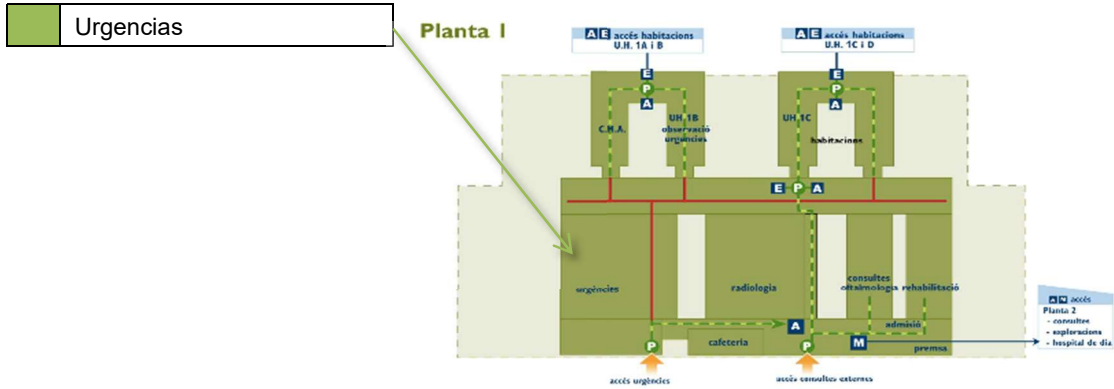 Urgencias
Planta 1
A E accés habitacions
U.H. 1A i B
A E accés habitacions
U.H. 1C i D
E
P
A
E
P
A
C.M.A.
UH 1B
observació
urgències
UH 1C
habitacions
E P A
urgències
radiologia
consultes
oftalmologia
rehabilitació
A
admisió
P
cafeteria
P
M
premsa
accés urgències
accés consultes externes
accés
Planta 2
- consultes
- exploracions
- hospital de dia